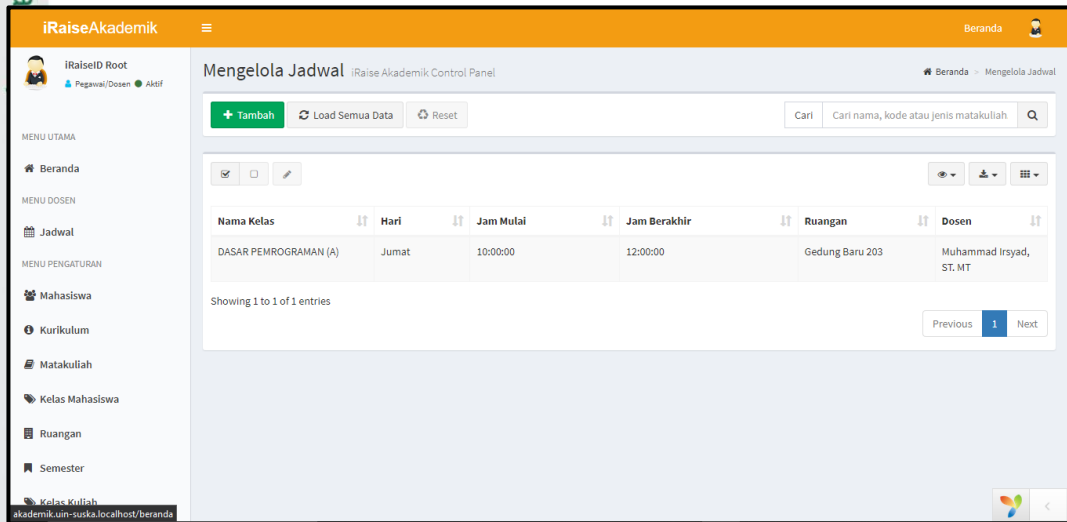 iRaiseAkademik
Beranda
iRaiseID Root
Pegawai/Dosen Aktif
Mengelola Jadwal iRaise Akademik Control Panel
Beranda > Mengelola Jadwal
Tambah Load Semua Data Reset
Cari Cari nama, kode atau jenis matakuliah
MENU UTAMA
Beranda
MENU DOSEN
Jadwal
MENU PENGATURAN
Mahasiswa
Kurikulum
Matakuliah
Kelas Mahasiswa
Ruangan
Semester
Kelas Kuliah
Nama Kelas Hari Jam Mulai Jam Berakhir Ruangan Dosen
DASAR PEMROGRAMAN (A) Jumat 10:00:00 12:00:00 Gedung Baru 203 Muhammad Irsyad,
ST. MT
Showing 1 to 1 of 1 entries
Previous 1 Next
akademik.uin-suska.localhost/beranda